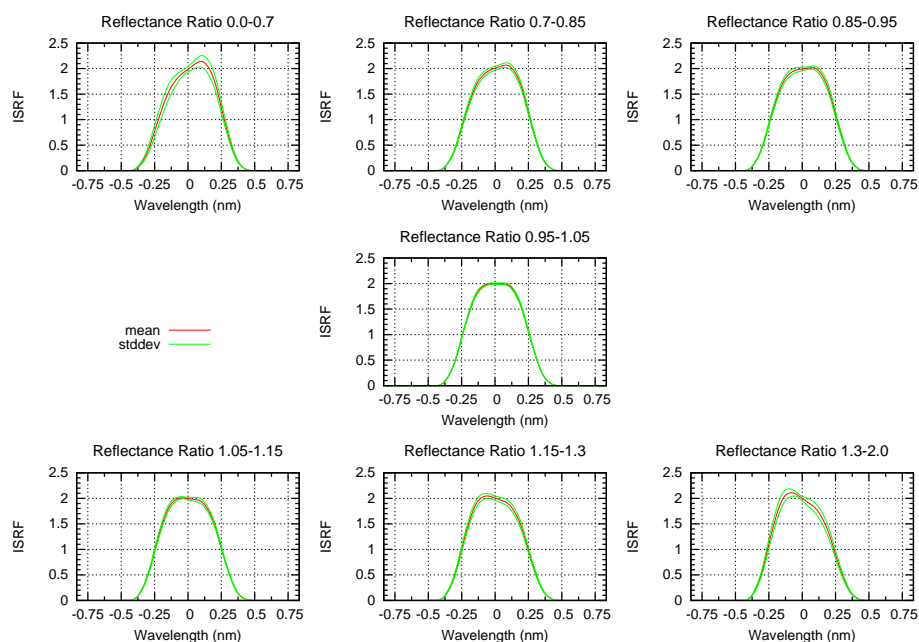 Reflectance Ratio 0.0-0.7
ISRF
2.5
2
1.5
1
0.5
0
-0.75 -0.5 -0.25 0 0.25 0.5 0.75
Wavelength (nm)
Reflectance Ratio 0.7-0.85
ISRF
2.5
2
1.5
1
0.5
0
-0.75 -0.5 -0.25 0 0.25 0.5 0.75
Wavelength (nm)
Reflectance Ratio 0.85-0.95
ISRF
2.5
2
1.5
1
0.5
0
-0.75 -0.5 -0.25 0 0.25 0.5 0.75
Wavelength (nm)
mean
stddev
Reflectance Ratio 0.95-1.05
ISRF
2.5
2
1.5
1
0.5
0
-0.75 -0.5 -0.25 0 0.25 0.5 0.75
Wavelength (nm)
Reflectance Ratio 1.05-1.15
ISRF
2.5
2
1.5
1
0.5
0
-0.75 -0.5 -0.25 0 0.25 0.5 0.75
Wavelength (nm)
Reflectance Ratio 1.15-1.3
ISRF
2.5
2
1.5
1
0.5
0
-0.75 -0.5 -0.25 0 0.25 0.5 0.75
Wavelength (nm)
Reflectance Ratio 1.3-2.0
ISRF
2.5
2
1.5
1
0.5
0
-0.75 -0.5 -0.25 0 0.25 0.5 0.75
Wavelength (nm)